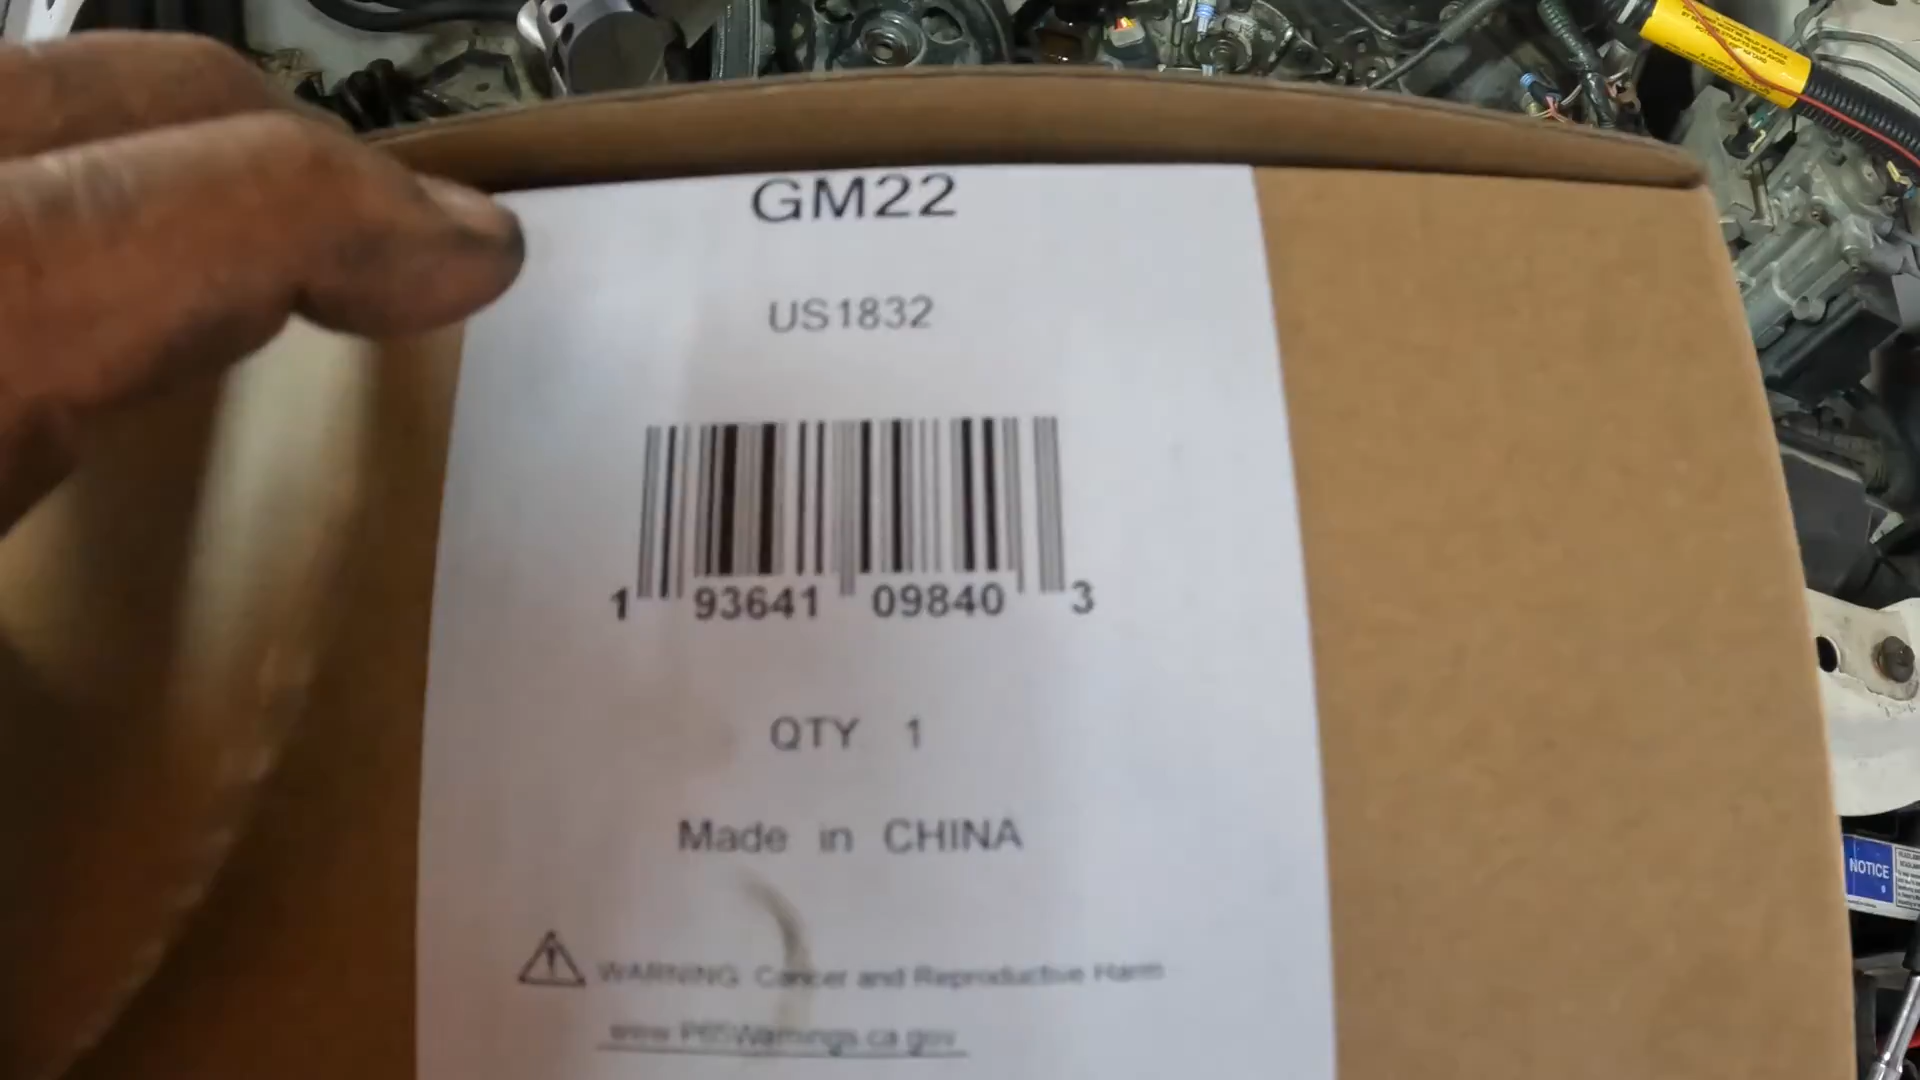 GM22
US1832
1 93641 09840 3
QTY 1
Made in CHINA
WARNING Cancer and Reproductive Harm
www.P65Warnings.ca.gov
NOTICE